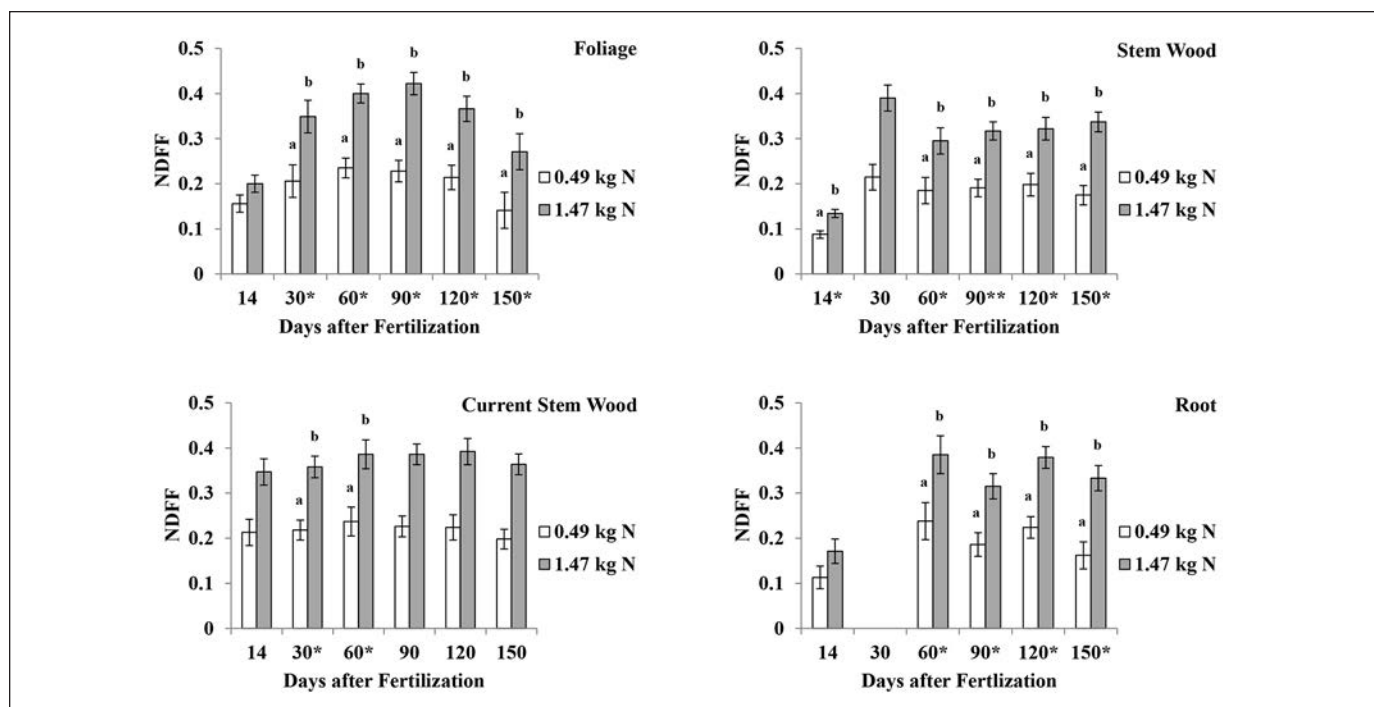 Foliage
NDFF
0.5
0.4
0.3
0.2
0.1
0
a b a b a b a b a b
0.49 kg N
1.47 kg N
14 30* 60* 90* 120* 150*
Days after Fertilization
Stem Wood
NDFF
0.5
0.4
0.3
0.2
0.1
0
a b a b a b a b a b
0.49 kg N
1.47 kg N
14* 30 60* 90** 120* 150*
Days after Fertilization
Current Stem Wood
NDFF
0.5
0.4
0.3
0.2
0.1
0
a b a b
0.49 kg N
1.47 kg N
14 30* 60* 90 120 150
Days after Fertilization
Root
NDFF
0.5
0.4
0.3
0.2
0.1
0
a b a b a b a b
0.49 kg N
1.47 kg N
14 30 60* 90* 120* 150*
Days after Fertlization